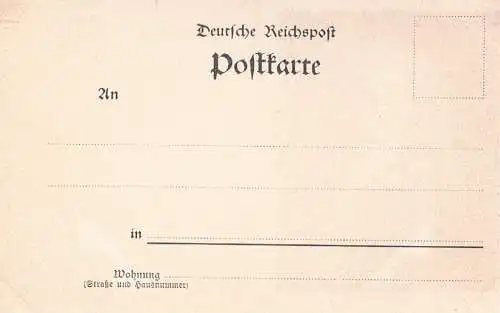 Deutsche Reichspost
Postkarte
An
in
Wohnung
(Straße und Hausnummer)